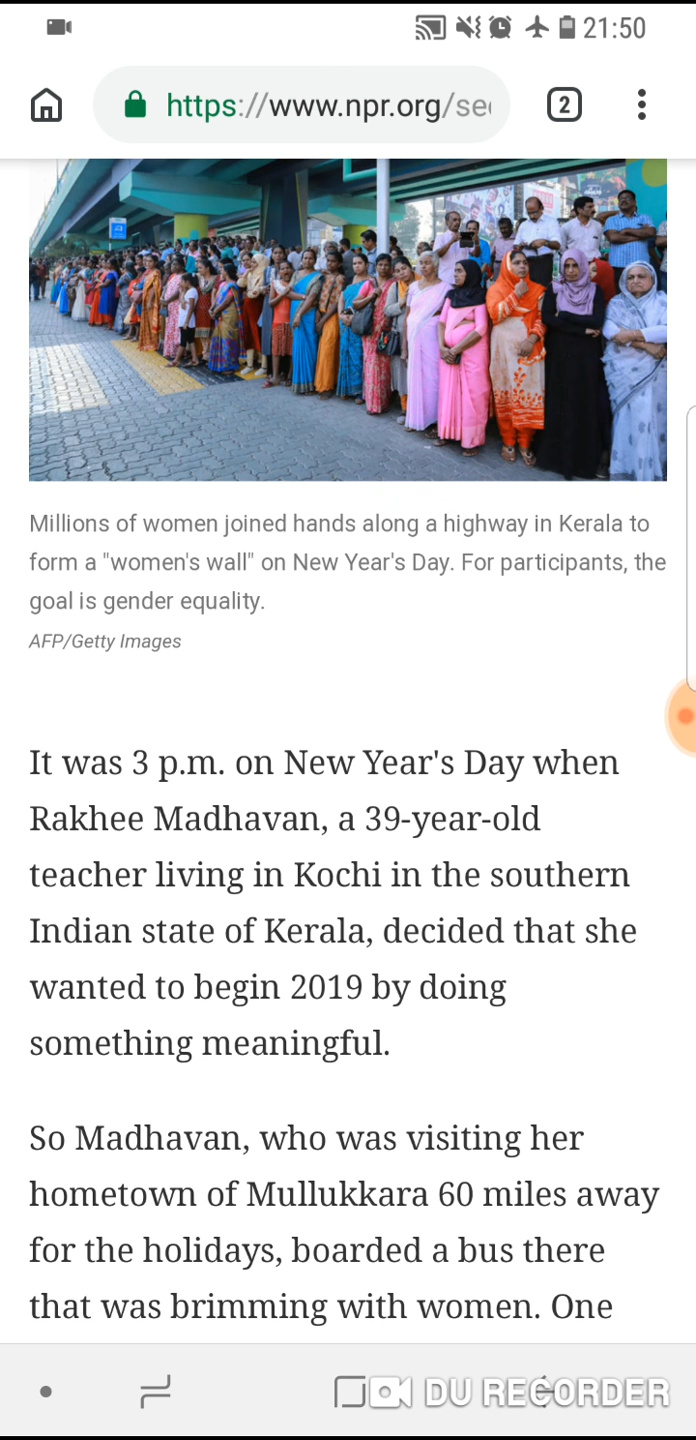 21:50
https://www.npr.org/se
2
Millions of women joined hands along a highway in Kerala to
form a "women's wall" on New Year's Day. For participants, the
goal is gender equality.
AFP/Getty Images
It was 3 p.m. on New Year's Day when
Rakhee Madhavan, a 39-year-old
teacher living in Kochi in the southern
Indian state of Kerala, decided that she
wanted to begin 2019 by doing
something meaningful.
So Madhavan, who was visiting her
hometown of Mullukkara 60 miles away
for the holidays, boarded a bus there
that was brimming with women. One
DU RECORDER